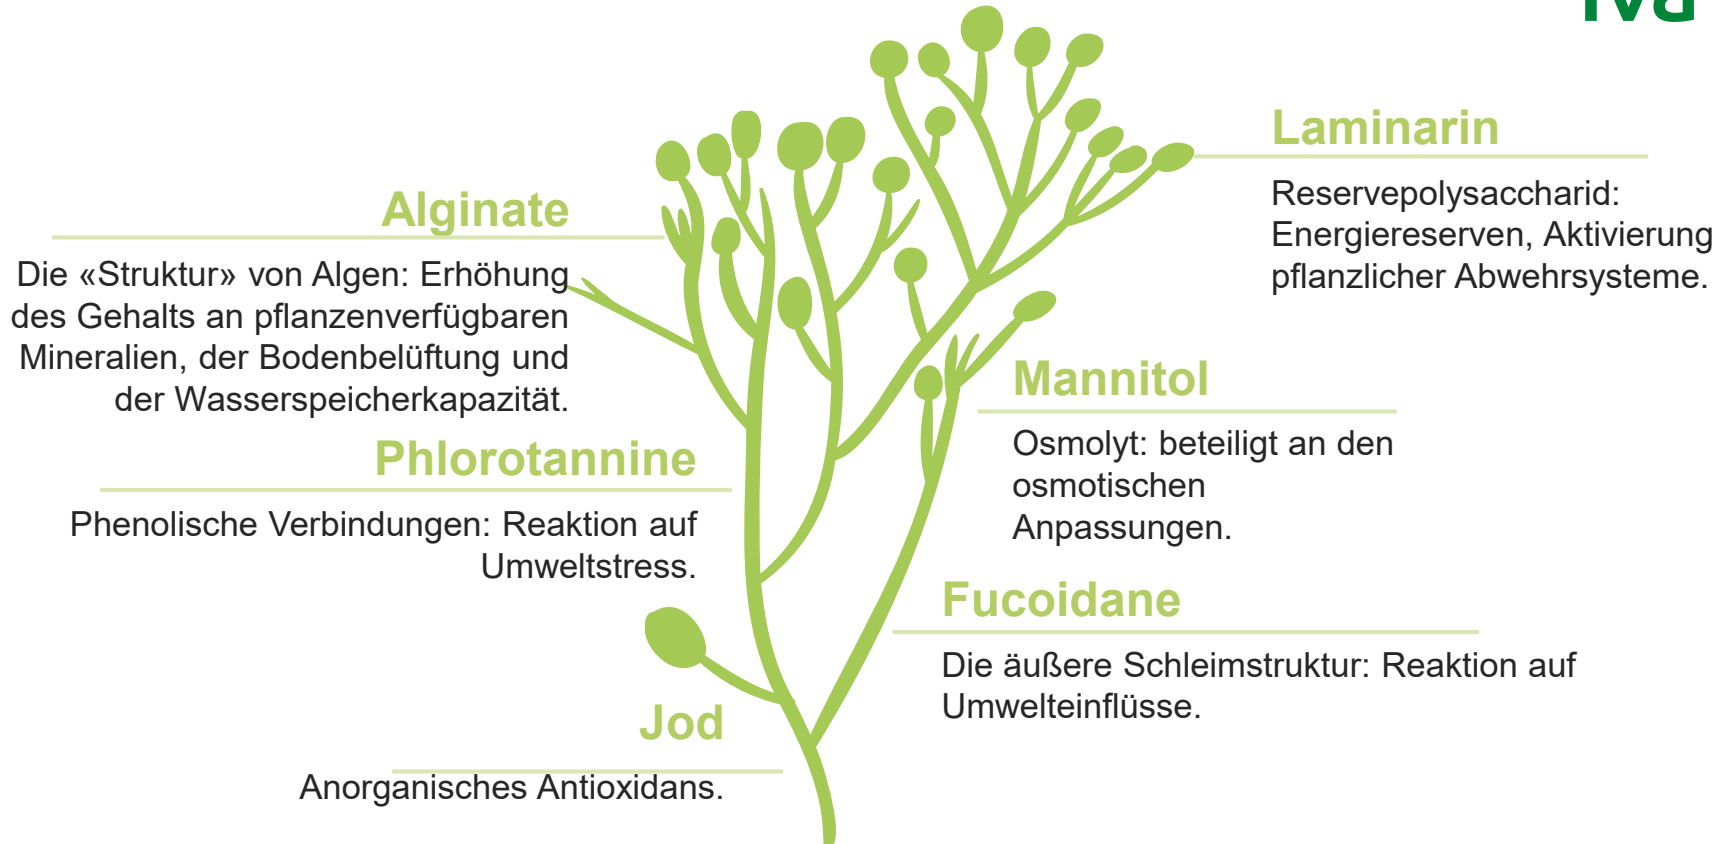 Alginate
Die «Struktur» von Algen: Erhöhung
des Gehalts an pflanzenverfügbaren
Mineralien, der Bodenbelüftung und
der Wasserspeicherkapazität.
Phlorotannine
Phenolische Verbindungen: Reaktion auf
Umweltstress.
Jod
Anorganisches Antioxidans.
Laminarin
Reservepolysaccharid:
Energiereserven, Aktivierung
pflanzlicher Abwehrsysteme.
Mannitol
Osmolyt: beteiligt an den
osmotischen
Anpassungen.
Fucoidane
Die äußere Schleimstruktur: Reaktion auf
Umwelteinflüsse.